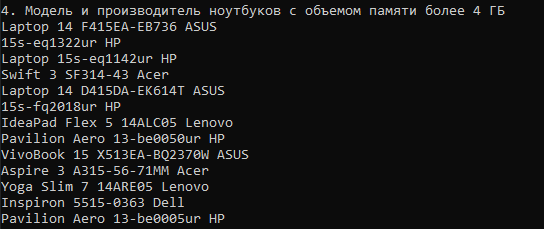 4. Модель и производитель ноутбуков с объемом памяти более 4 ГБ
Laptop 14 F415EA-EB736 ASUS
15s-eq1322ur HP
Laptop 15s-eq1142ur HP
Swift 3 SF314-43 Acer
Laptop 14 D415DA-EK614T ASUS
15s-fq2018ur HP
IdeaPad Flex 5 14ALC05 Lenovo
Pavilion Aero 13-be0050ur HP
VivoBook 15 X513EA-BQ2370W ASUS
Aspire 3 A315-56-71MM Acer
Yoga Slim 7 14ARE05 Lenovo
Inspiron 5515-0363 Dell
Pavilion Aero 13-be0005ur HP